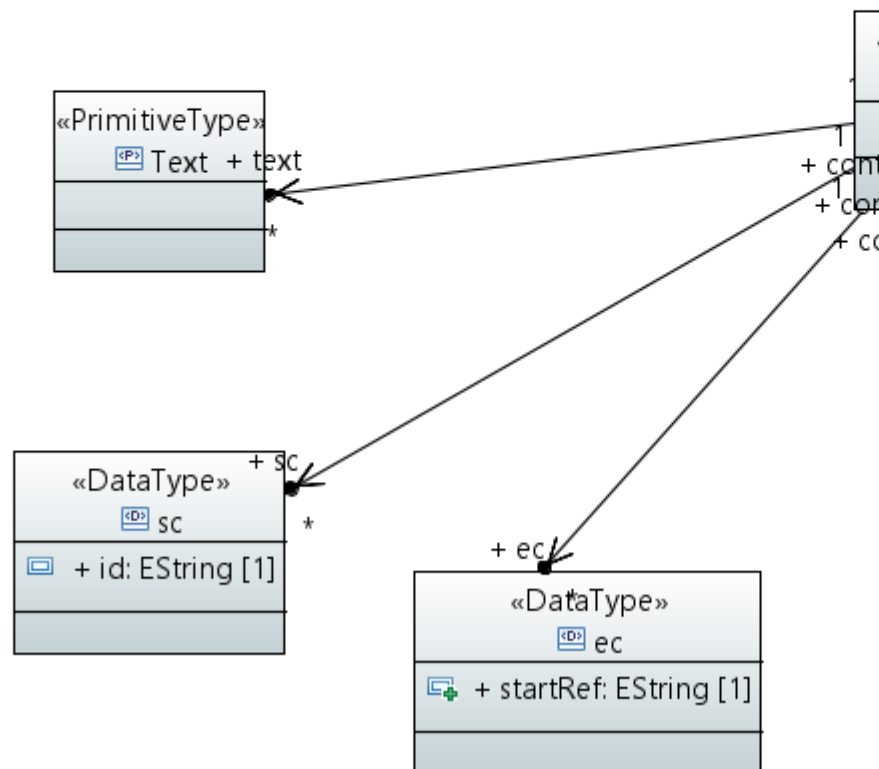 «PrimitiveType»
Text
+ text
*
1
+ cont
1
+ con
+ co
«DataType»
sc
+ sc
*
+ id: EString [1]
+ ec
*
«DataType»
ec
+ startRef: EString [1]